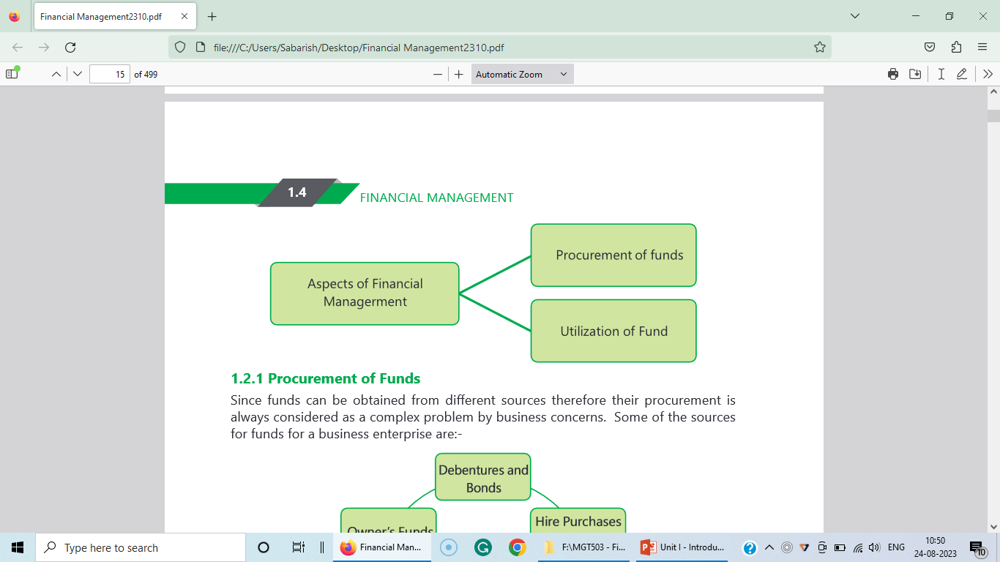 Financial Management2310.pdf
file:///C:/Users/Sabarish/Desktop/Financial Management2310.pdf
15 of 499
Automatic Zoom
1.4
FINANCIAL MANAGEMENT
Procurement of funds
Aspects of Financial
Managerment
Utilization of Fund
1.2.1 Procurement of Funds
Since funds can be obtained from different sources therefore their procurement is
always considered as a complex problem by business concerns. Some of the sources
for funds for a business enterprise are:-
Debentures and
Bonds
Owner's Funds
Hire Purchases
Type here to search
Financial Man...
F:\MGT503 - Fi...
Unit I - Introdu...
ENG
10:50
24-08-2023
10